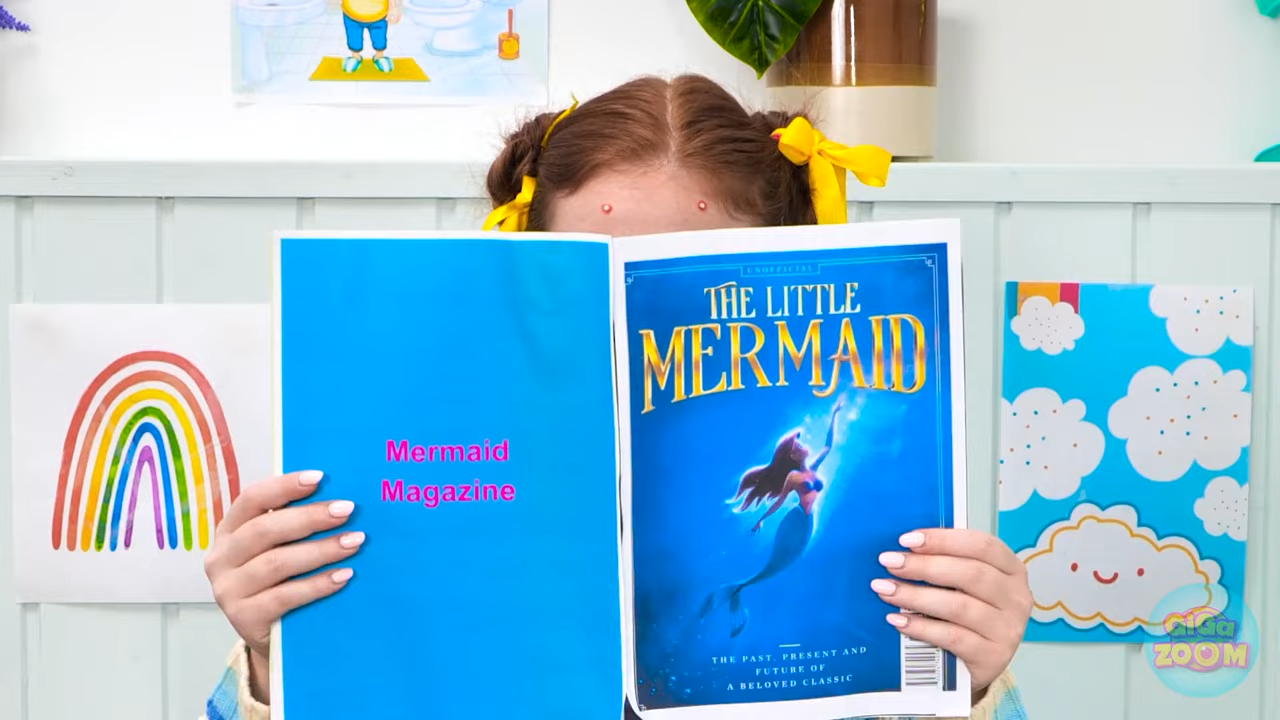 Mermaid
Magazine
UNOFFICIAL
THE LITTLE
MERMAID
THE PAST, PRESENT AND
FUTURE OF
A BELOVED CLASSIC
GiGa
ZOOM